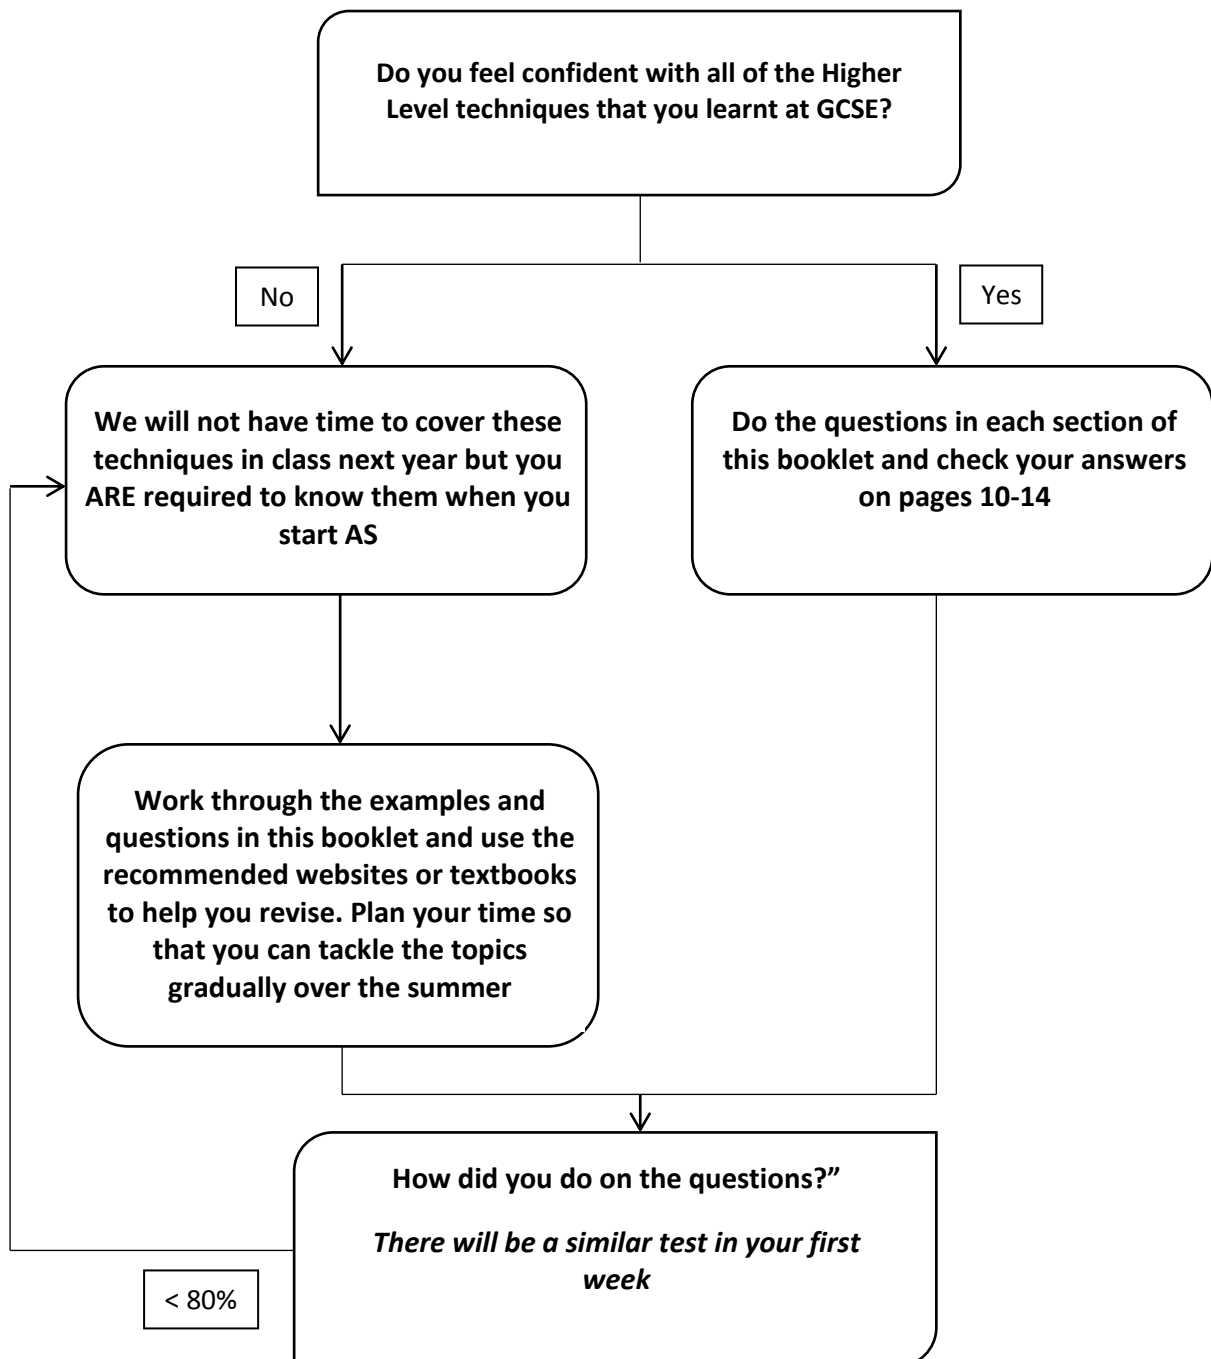 Do you feel confident with all of the Higher
Level techniques that you learnt at GCSE?
No
Yes
We will not have time to cover these
techniques in class next year but you
ARE required to know them when you
start AS
Do the questions in each section of
this booklet and check your answers
on pages 10-14
Work through the examples and
questions in this booklet and use the
recommended websites or textbooks
to help you revise. Plan your time so
that you can tackle the topics
gradually over the summer
How did you do on the questions?”
There will be a similar test in your first
week
< 80%